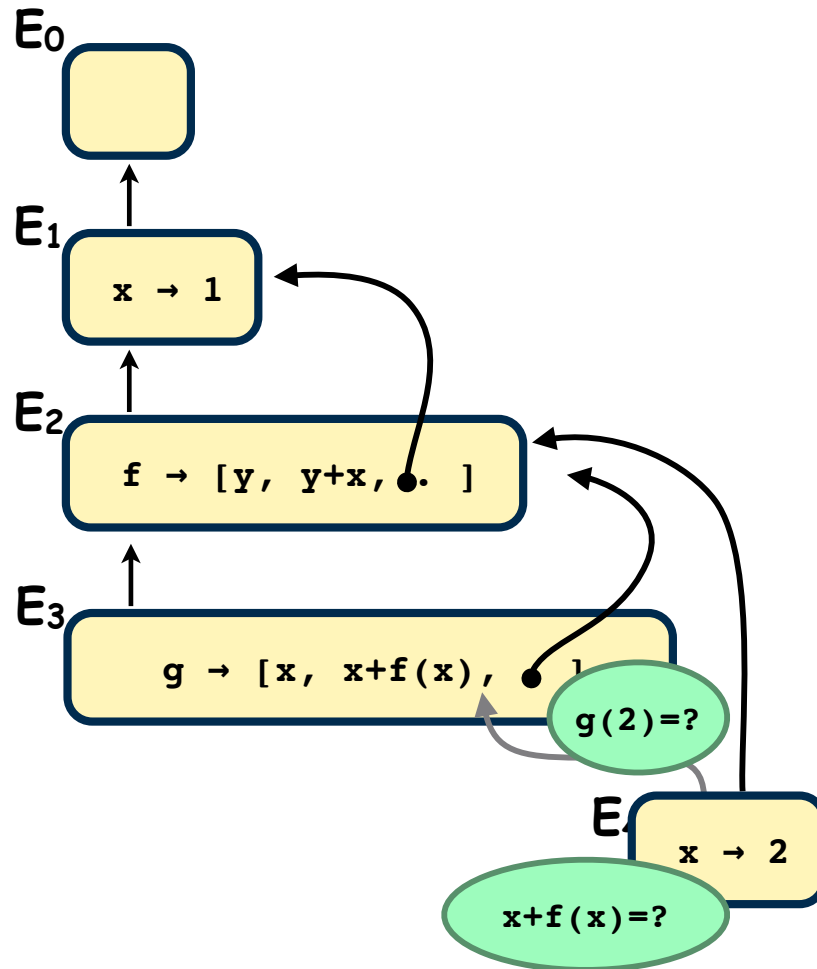 E₀
E₁
x → 1
E₂
f → [y, y+x, . ]
E₃
g → [x, x+f(x), ]
g(2)=?
x → 2
x+f(x)=?